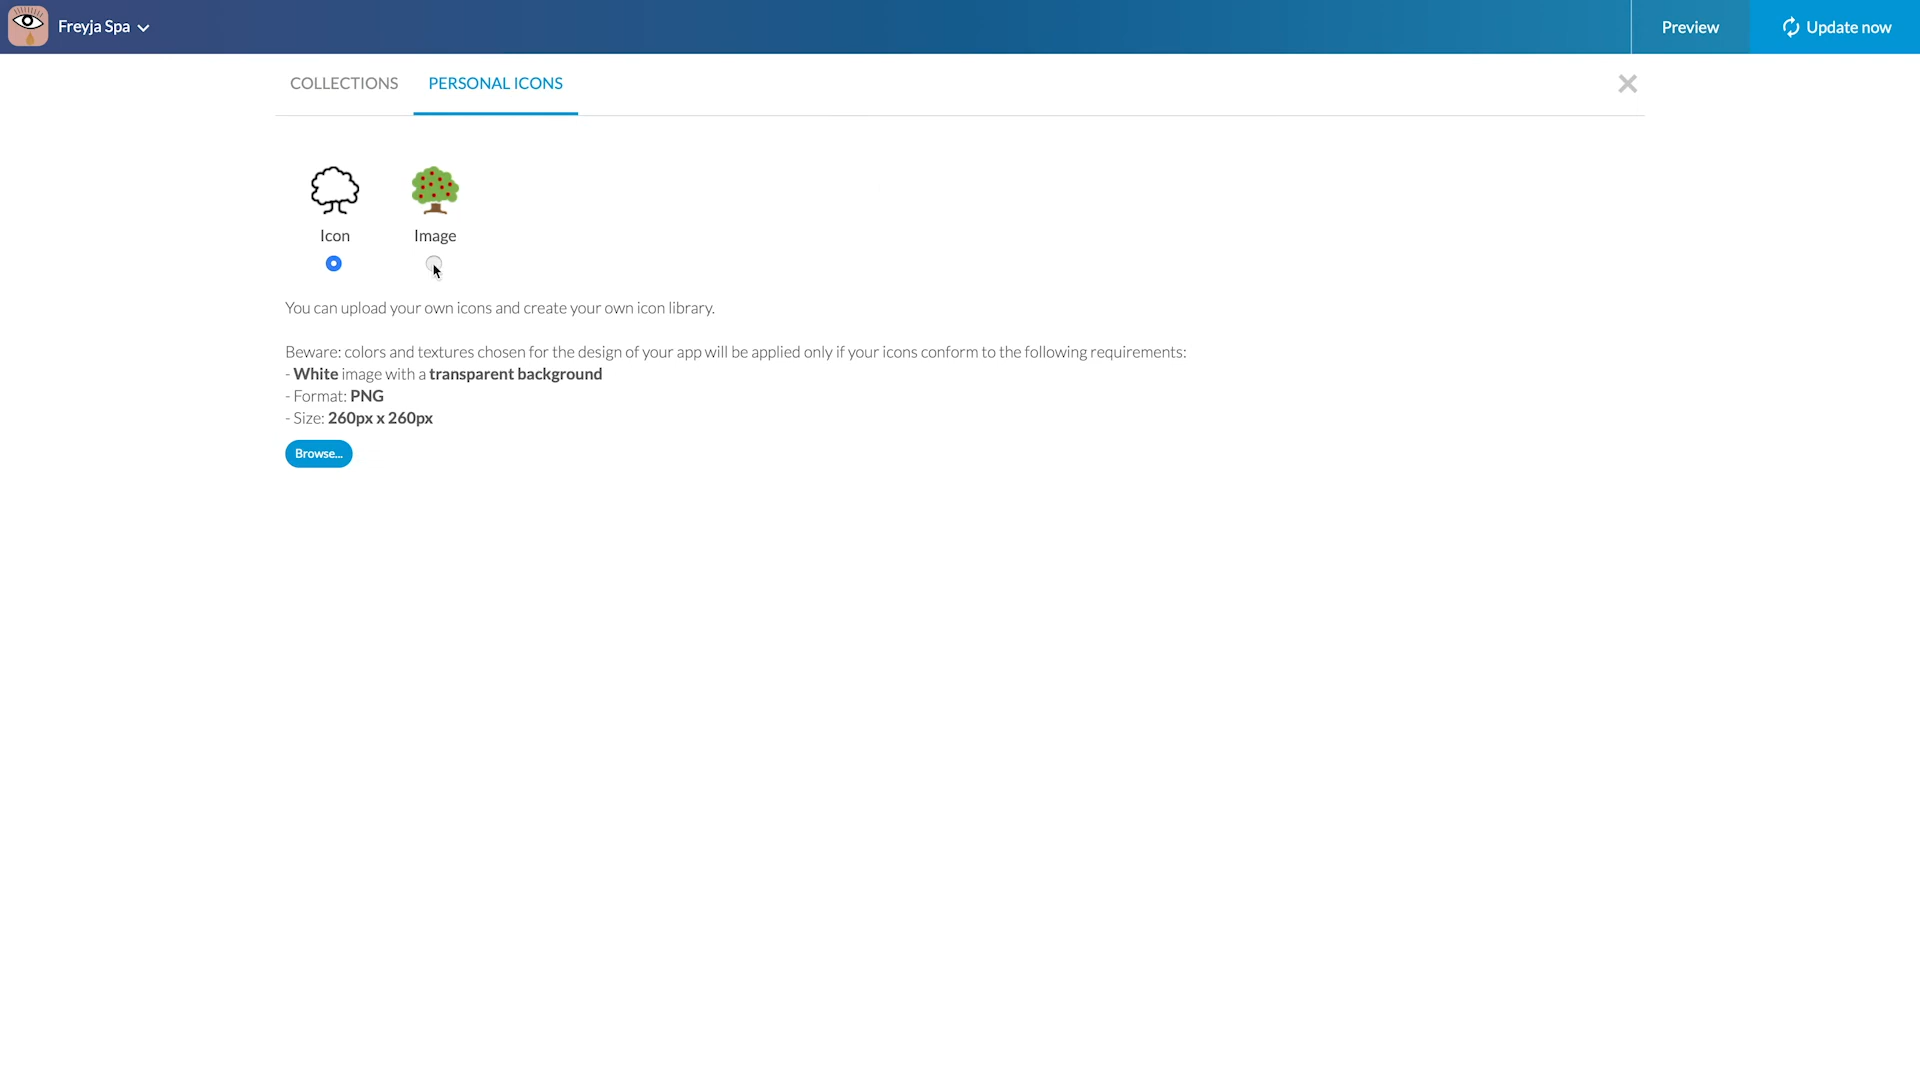 Freyja Spa
Preview
Update now
COLLECTIONS
PERSONAL ICONS
Icon
Image
You can upload your own icons and create your own icon library.
Beware: colors and textures chosen for the design of your app will be applied only if your icons conform to the following requirements:
- White image with a transparent background
- Format: PNG
- Size: 260px x 260px
Browse...